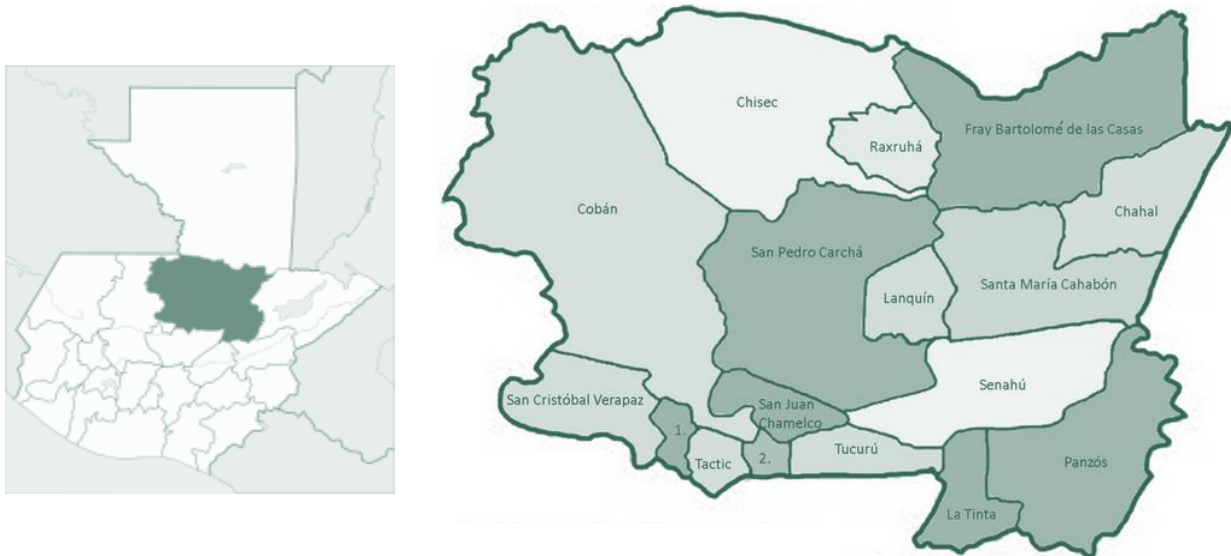 Chisec
Fray Bartolomé de las Casas
Raxruhá
Cobán
Chahal
San Pedro Carchá
Lanquín
Santa María Cahabón
Senahú
San Cristóbal Verapaz
San Juan
Chamelco
1.
Tactic
2.
Tucurú
Panzós
La Tinta